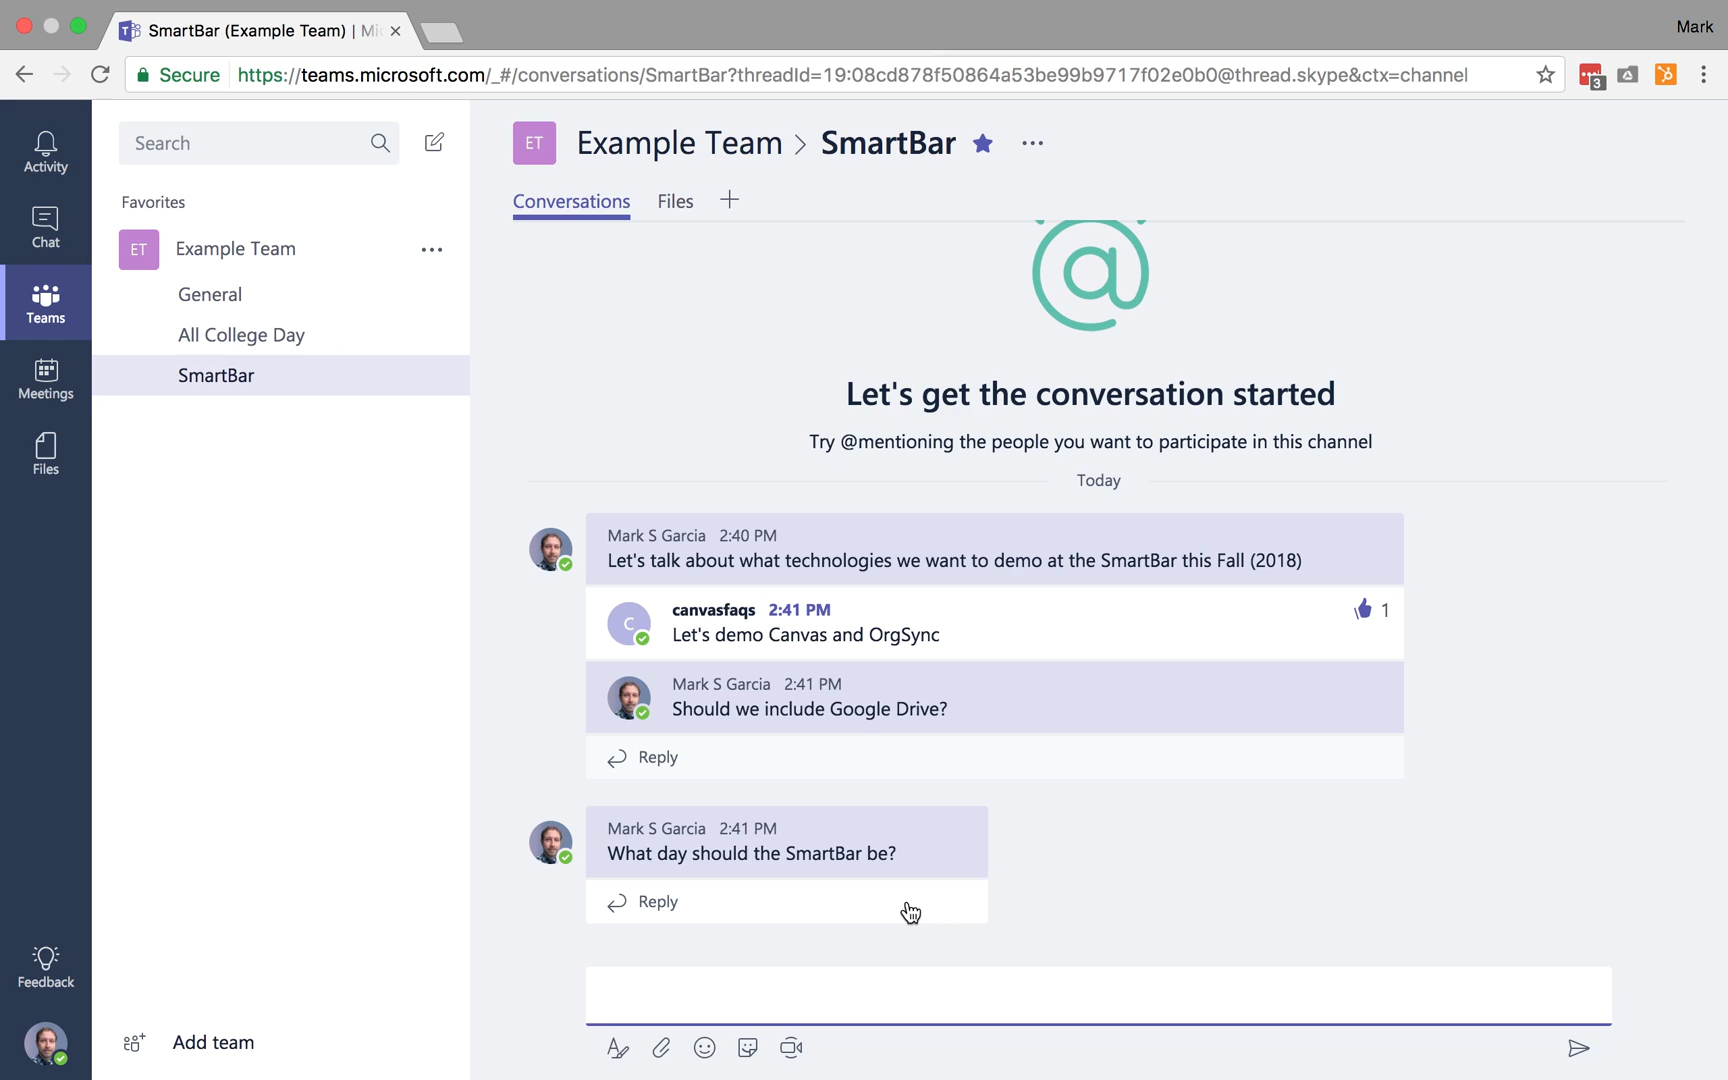 SmartBar (Example Team) | Mic
Mark
Secure
https://teams.microsoft.com/_#/conversations/SmartBar?threadId=19:08cd878f50864a53be99b9717f02e0b0@thread.skype&ctx=channel
3
Activity
Chat
Teams
Meetings
Files
Feedback
Search
Favorites
ET Example Team
General
All College Day
SmartBar
Add team
ET Example Team > SmartBar
Conversations Files
Let's get the conversation started
Try @mentioning the people you want to participate in this channel
Today
Mark S Garcia 2:40 PM
Let's talk about what technologies we want to demo at the SmartBar this Fall (2018)
C
canvasfaqs 2:41 PM
1
Let's demo Canvas and OrgSync
Mark S Garcia 2:41 PM
Should we include Google Drive?
Reply
Mark S Garcia 2:41 PM
What day should the SmartBar be?
Reply